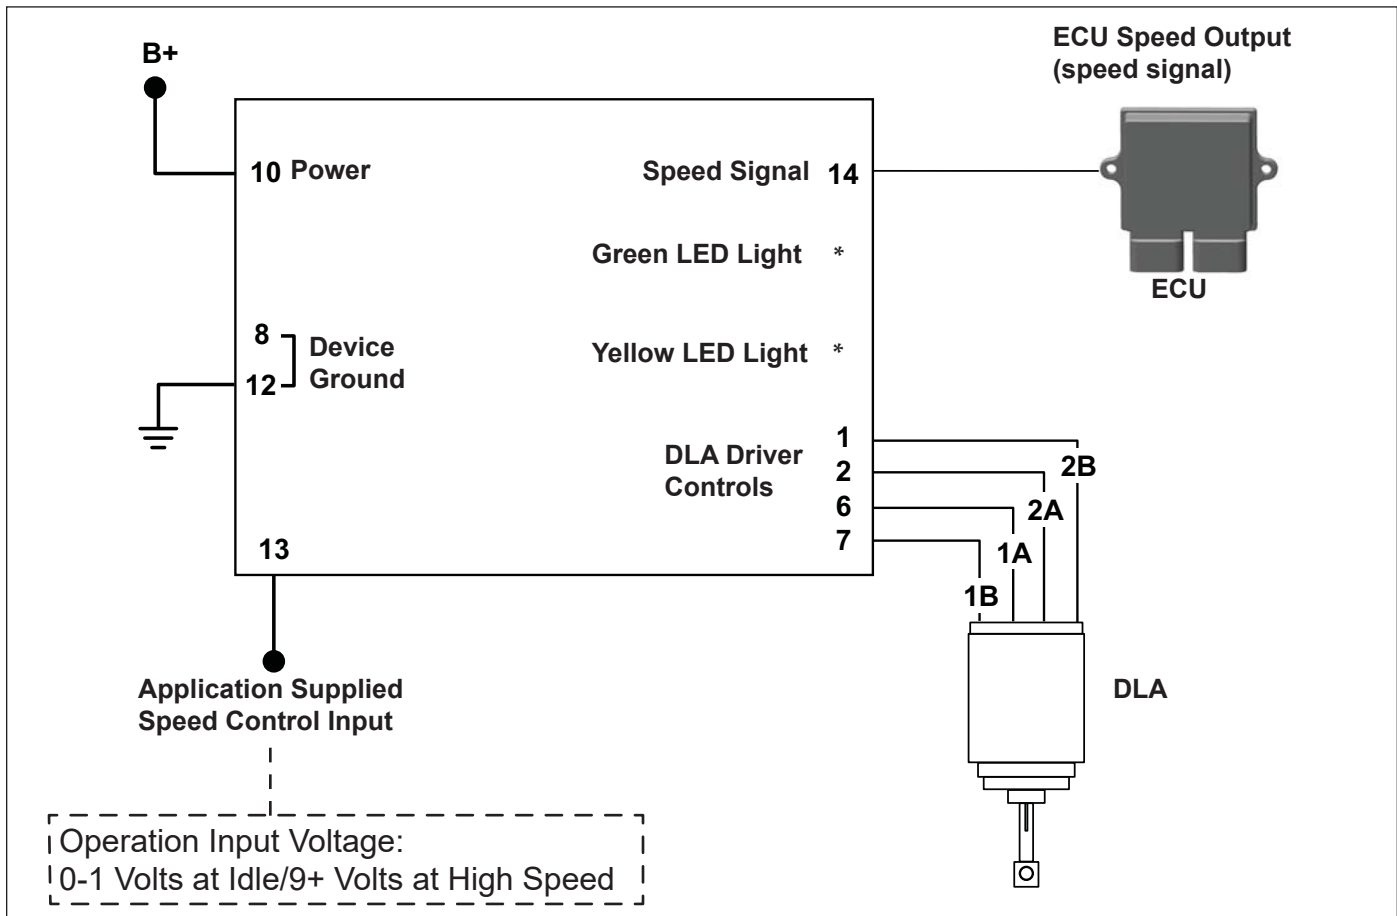 ECU Speed Output
(speed signal)
B+
10 Power
Speed Signal 14
Green LED Light *
ECU
8
Device
Ground
12
Yellow LED Light *
DLA Driver
Controls
1
2
6
7
2B
2A
1A
1B
13
Application Supplied
Speed Control Input
DLA
Operation Input Voltage:
0-1 Volts at Idle/9+ Volts at High Speed